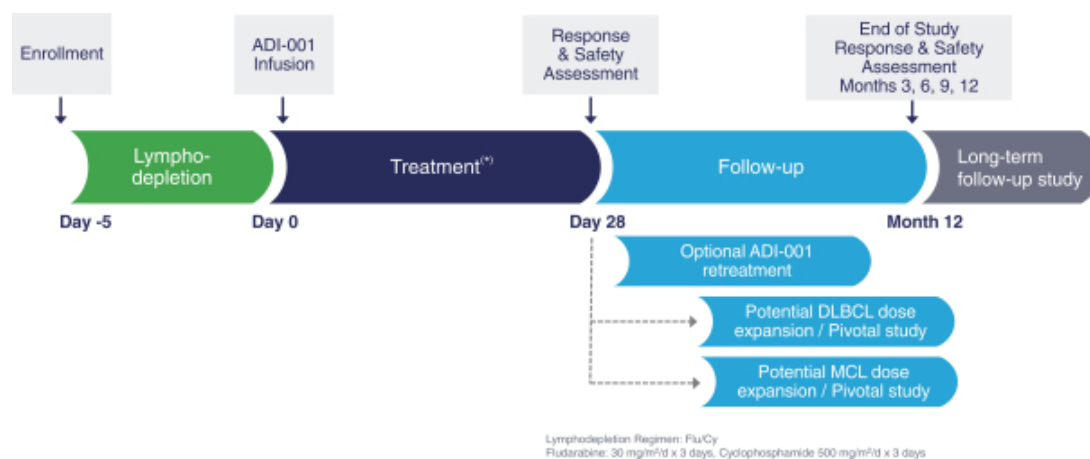 Enrollment
ADI-001
Infusion
Response
& Safety
Assessment
End of Study
Response & Safety
Assessment
Months 3, 6, 9, 12
Lympho-
depletion
Treatment(*)
Follow-up
Long-term
follow-up study
Day -5
Day 0
Day 28
Month 12
Optional ADI-001
retreatment
Potential DLBCL dose
expansion / Pivotal study
Potential MCL dose
expansion / Pivotal study
Lymphodepletion Regimen: Flu/Cy
Fludarabine: 30 mg/m²/d x 3 days, Cyclophosphamide 500 mg/m²/d x 3 days